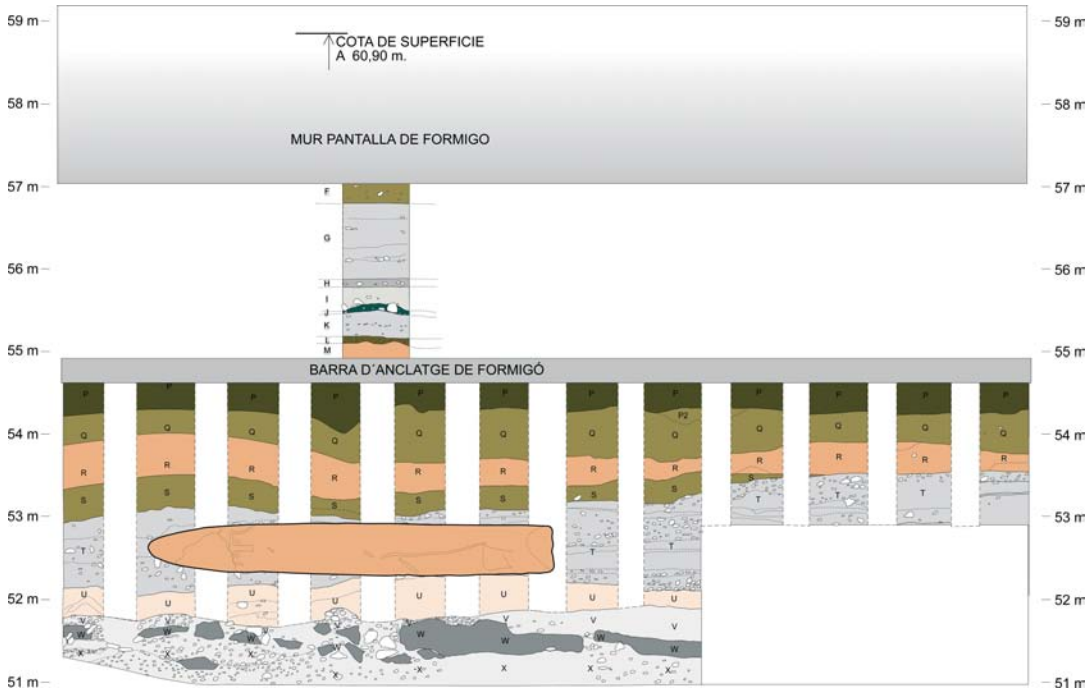 59 m
59 m
COTA DE SUPERFICIE
A 60,90 m.
58 m
58 m
MUR PANTALLA DE FORMIGO
57 m
57 m
F
G
56 m
56 m
H
I
J
K
L
55 m
55 m
M
BARRA D´ANCLATGE DE FORMIGÓ
P P P P P P P P P P P P
P2
54 m
54 m
Q Q Q Q Q Q Q Q Q Q Q Q
R R R R R R R R R R R R
S S S S S S S S S
53 m
53 m
T T T T T T
52 m
52 m
U U U U U U U U
V V V V V V V V
W W W W W W W W
X X X X X X X
51 m
51 m